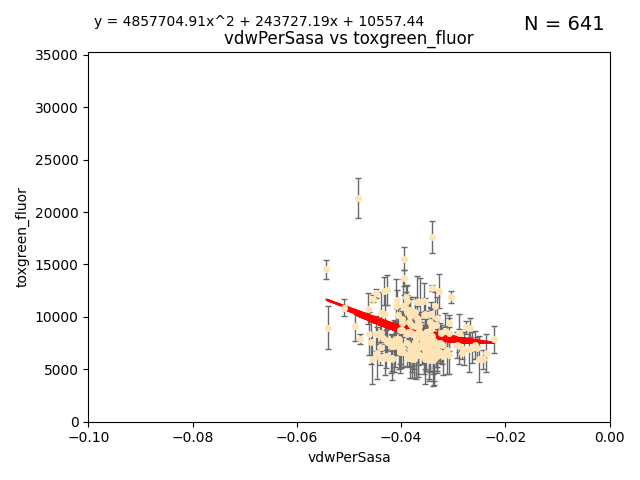 y = 4857704.91x^2 + 243727.19x + 10557.44
N = 641
vdwPerSasa vs toxgreen_fluor
35000
30000
25000
20000
15000
10000
5000
0
toxgreen_fluor
−0.10 −0.08 −0.06 −0.04 −0.02 0.00
vdwPerSasa